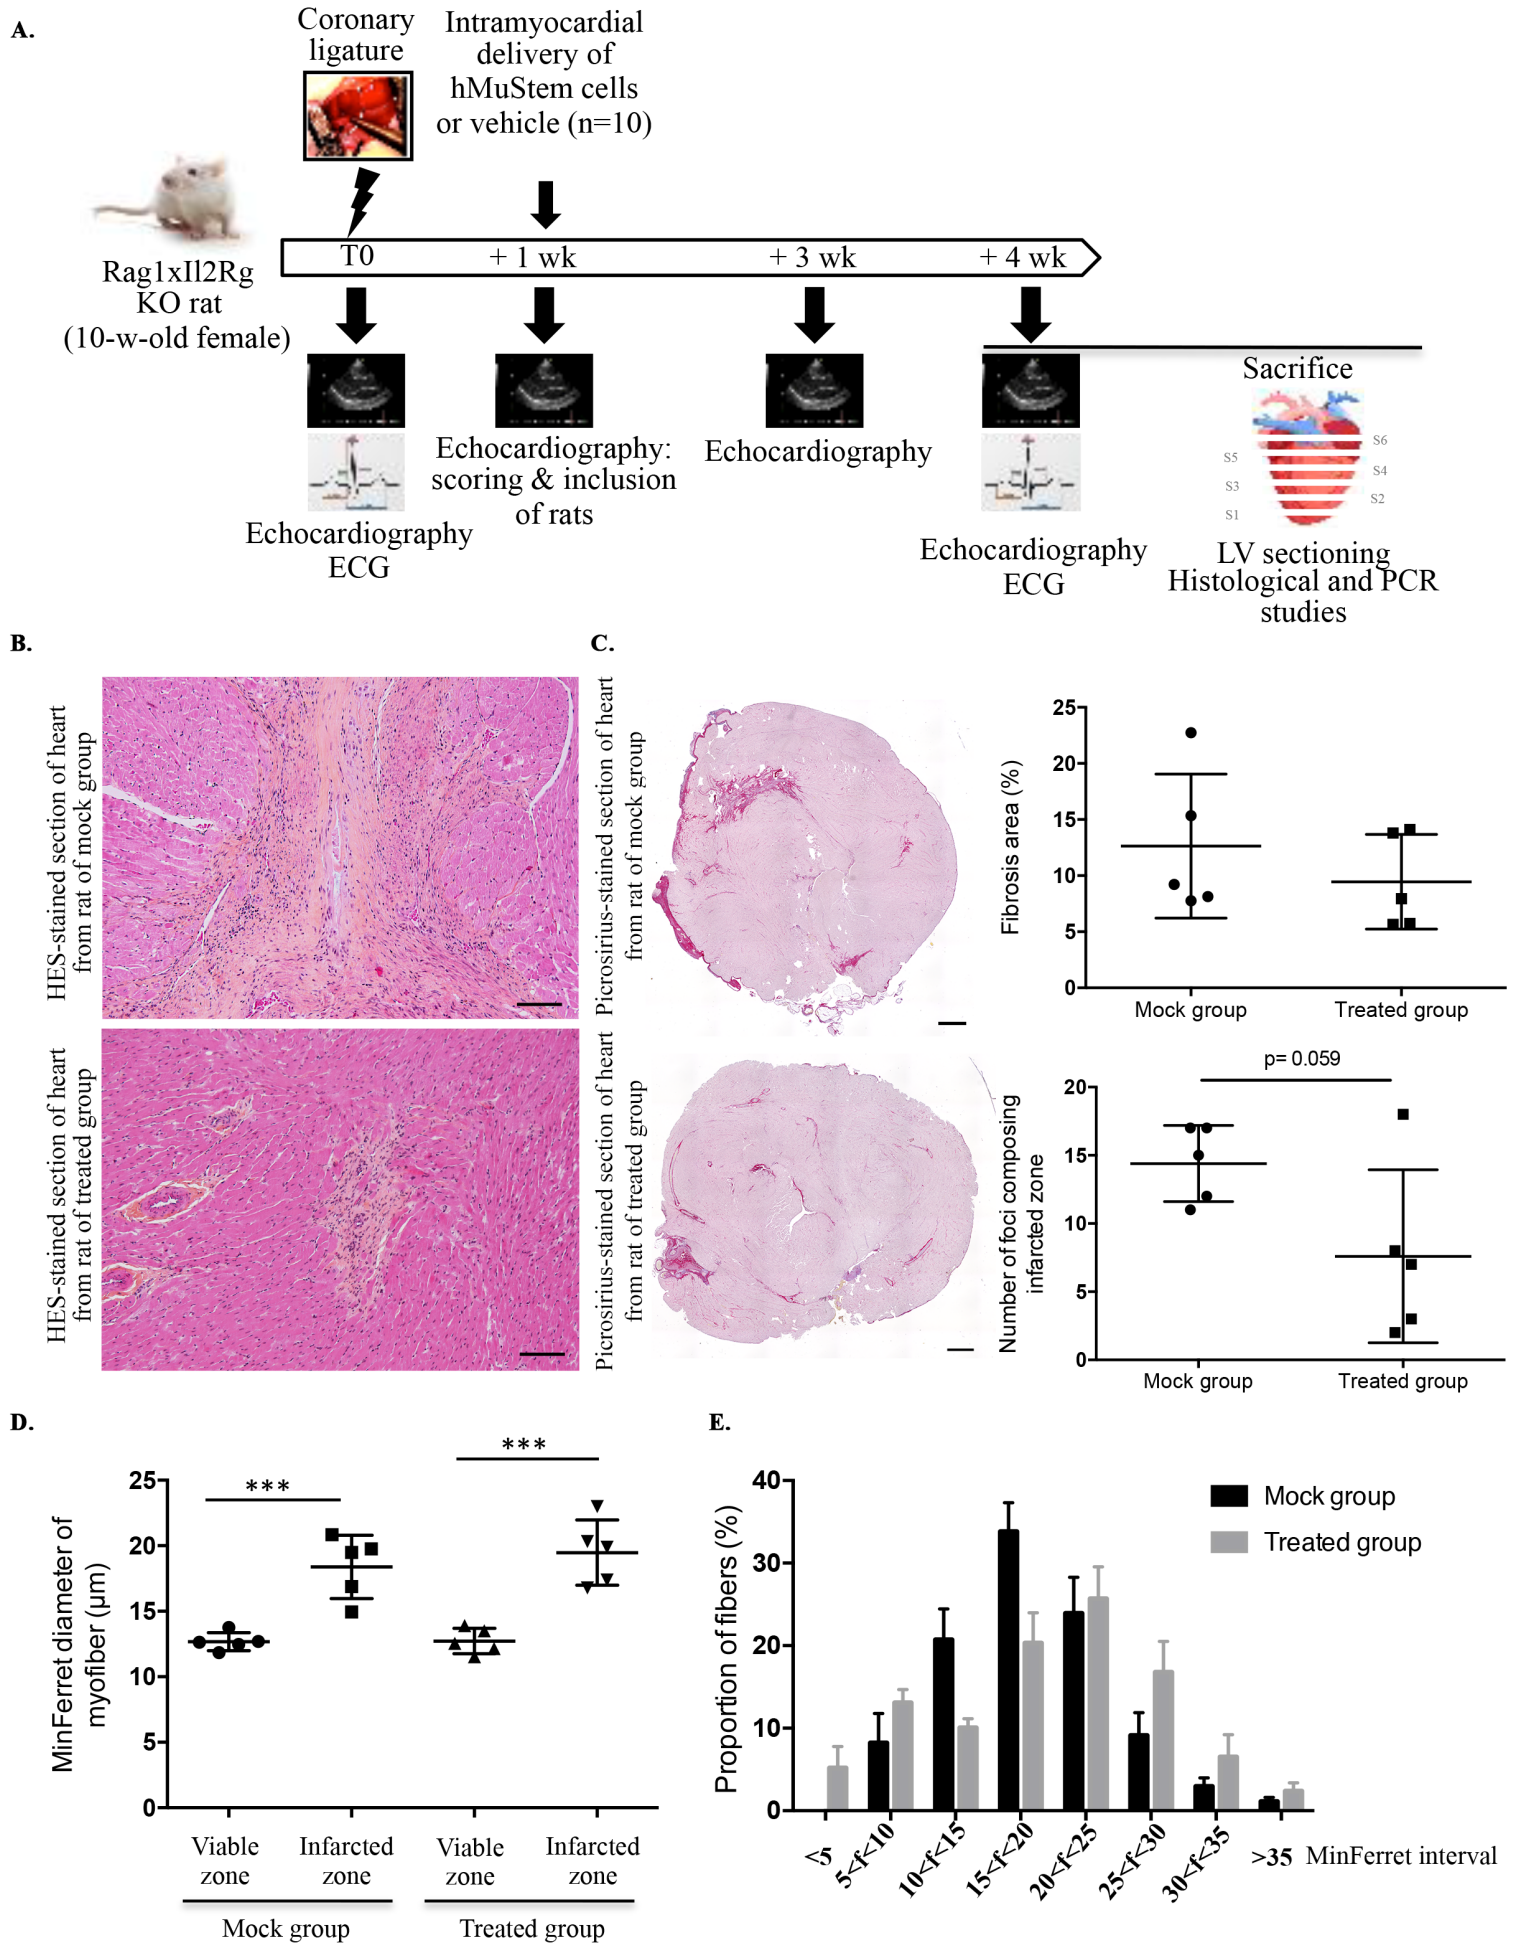 A.
Coronary
ligature
Intramyocardial
delivery of
hMuStem cells
or vehicle (n=10)
Rag1xIl2Rg
KO rat
(10-w-old female)
T0
+ 1 wk
+ 3 wk
+ 4 wk
Echocardiography
ECG
Echocardiography:
scoring & inclusion
of rats
Echocardiography
Echocardiography
ECG
Sacrifice
S6
S5
S4
S3
S2
S1
LV sectioning
Histological and PCR
studies
B.
HES-stained section of heart
from rat of mock group
HES-stained section of heart
from rat of treated group
C.
Picrosirius-stained section of heart
from rat of mock group
Picrosirius-stained section of heart
from rat of treated group
Fibrosis area (%)
25
20
15
10
5
0
Mock group
Treated group
p= 0.059
Number of foci composing
infarcted zone
20
15
10
5
0
Mock group
Treated group
D.
MinFerret diameter of
myofiber (µm)
25
20
15
10
5
0
***
***
Viable
zone
Infarcted
zone
Viable
zone
Infarcted
zone
Mock group
Treated group
E.
Proportion of fibers (%)
40
30
20
10
0
Mock group
Treated group
<5
5<f<10
10<f<15
15<f<20
20<f<25
25<f<30
30<f<35
>35
MinFerret interval